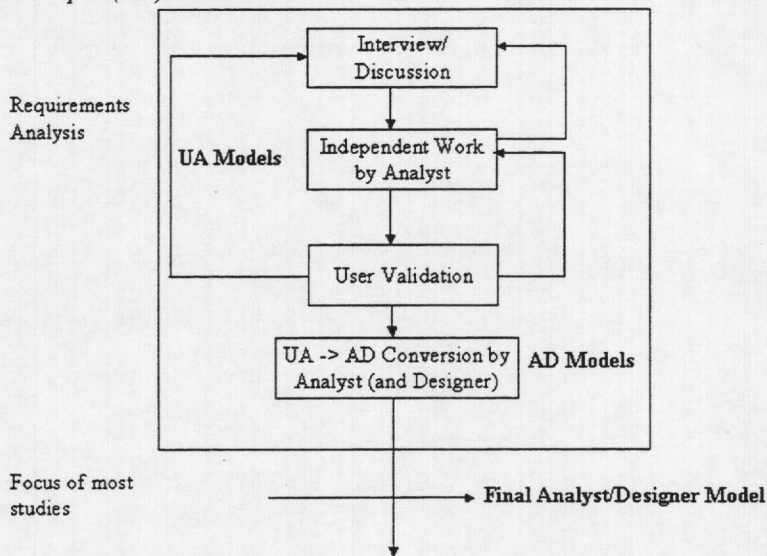 Interview/
Discussion
Requirements
Analysis
UA Models
Independent Work
by Analyst
User Validation
UA -> AD Conversion by
Analyst (and Designer)
AD Models
Focus of most
studies
Final Analyst/Designer Model